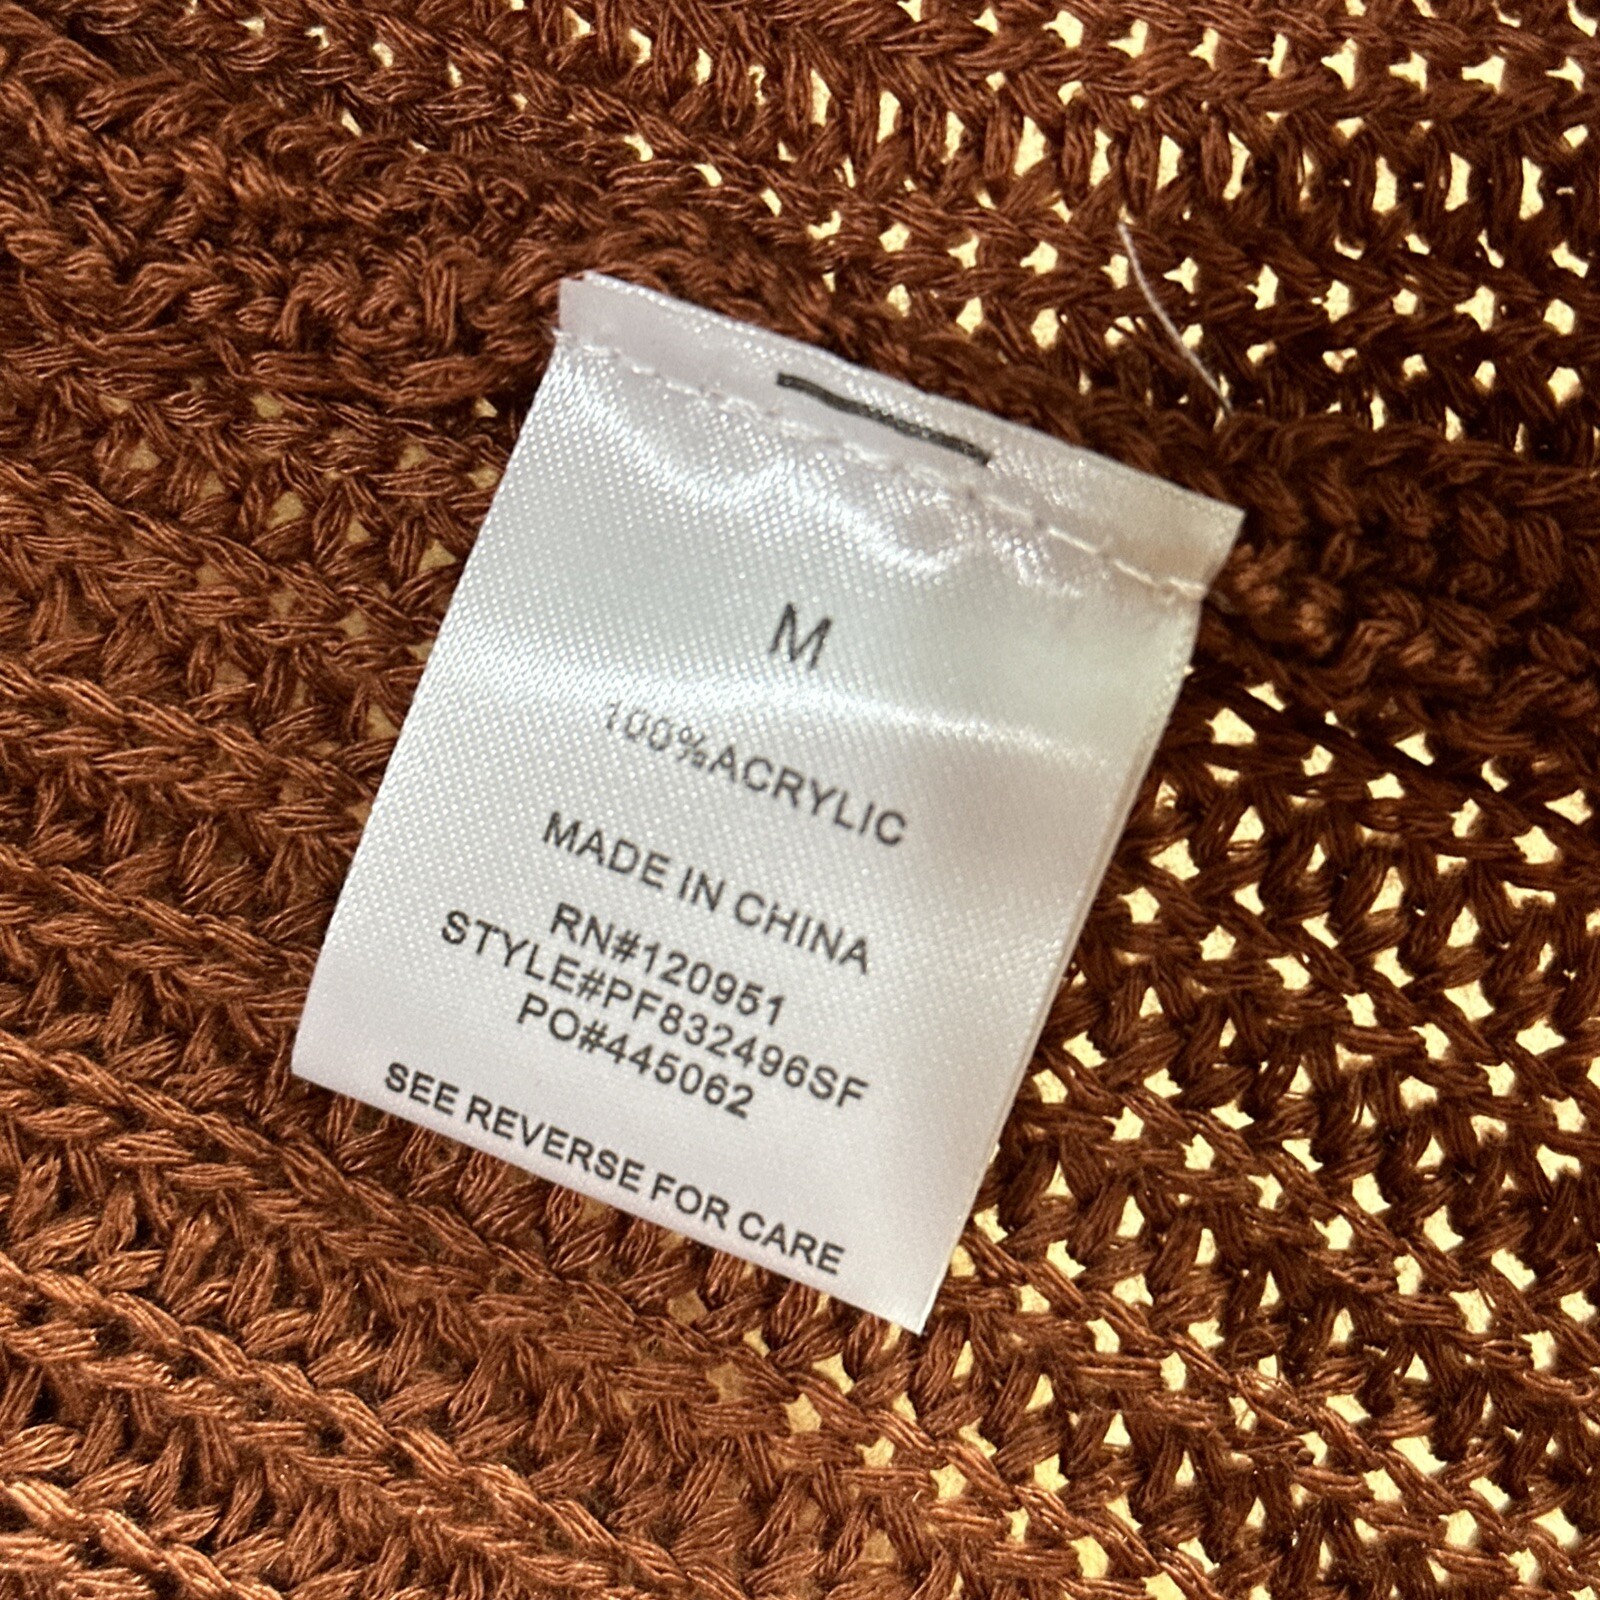 M
100%ACRYLIC
MADE IN CHINA
RN#120951
STYLE#PF832496SF
PO#445062
SEE REVERSE FOR CARE